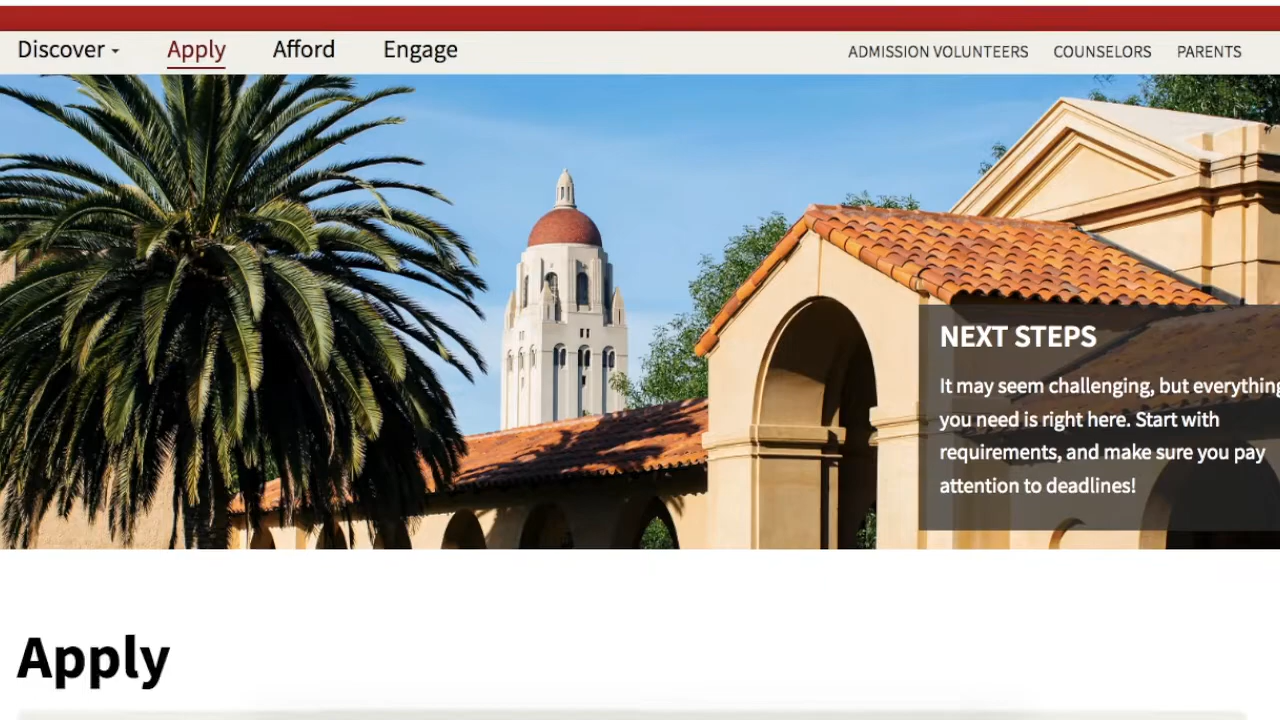 Discover Apply Afford Engage ADMISSION VOLUNTEERS COUNSELORS PARENTS
NEXT STEPS
It may seem challenging, but everything
you need is right here. Start with
requirements, and make sure you pay
attention to deadlines!
Apply